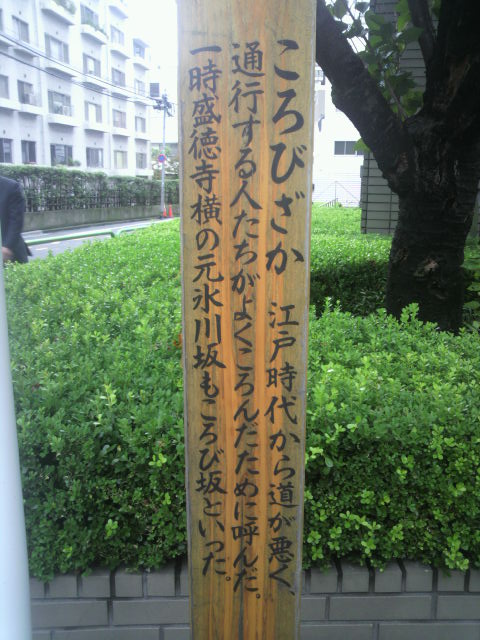 ころびざか 江戸時代から道が悪く、
通行する人たちがよくころんだために呼んだ。
一時盛徳寺横の元氷川坂もころび坂といった。